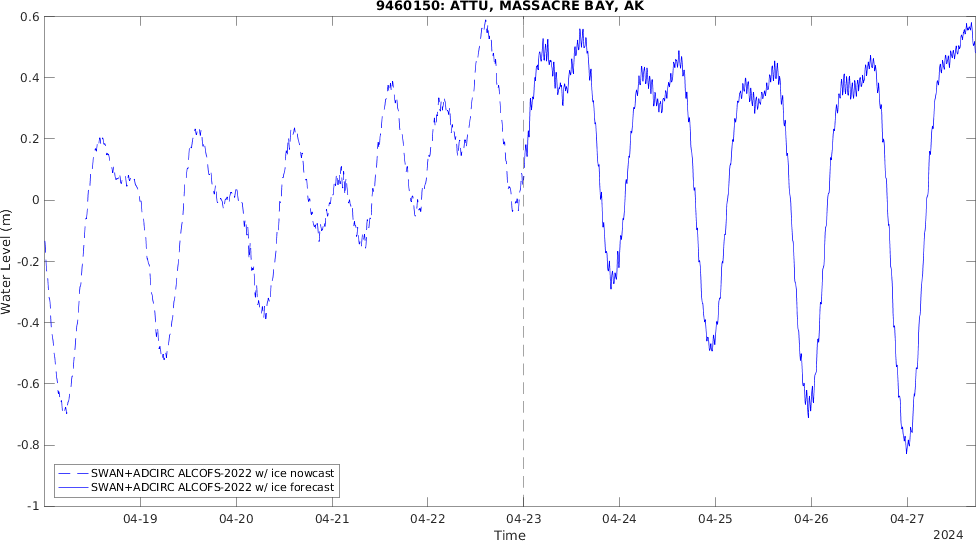 9460150: ATTU, MASSACRE BAY, AK
0.6
0.4
0.2
0
-0.2
-0.4
-0.6
-0.8
-1
Water Level (m)
SWAN+ADCIRC ALCOFS-2022 w/ ice nowcast
SWAN+ADCIRC ALCOFS-2022 w/ ice forecast
04-19 04-20 04-21 04-22 04-23 04-24 04-25 04-26 04-27
Time
2024